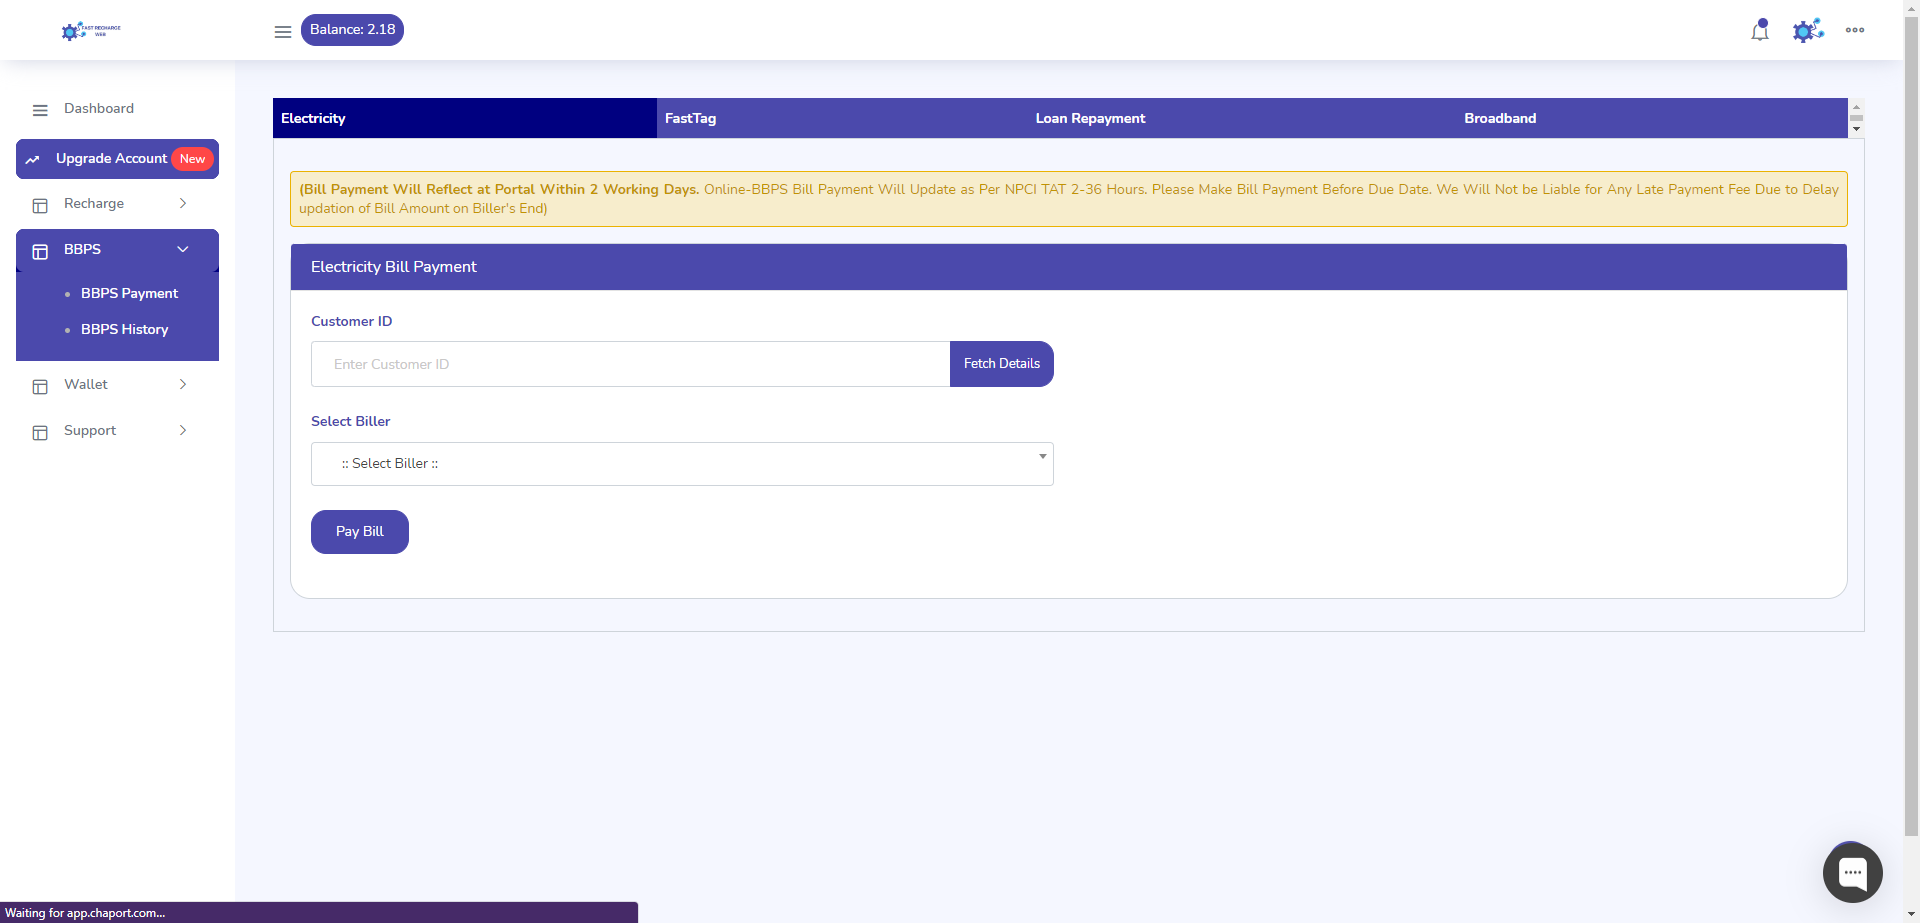 FAST RECHARGE
WEB
Balance: 2.18
Dashboard
Upgrade Account New
Recharge
BBPS
BBPS Payment
BBPS History
Wallet
Support
Electricity FastTag Loan Repayment Broadband
(Bill Payment Will Reflect at Portal Within 2 Working Days. Online-BBPS Bill Payment Will Update as Per NPCI TAT 2-36 Hours. Please Make Bill Payment Before Due Date. We Will Not be Liable for Any Late Payment Fee Due to Delay
updation of Bill Amount on Biller's End)
Electricity Bill Payment
Customer ID
Enter Customer ID Fetch Details
Select Biller
:: Select Biller ::
Pay Bill
Waiting for app.chaport.com...